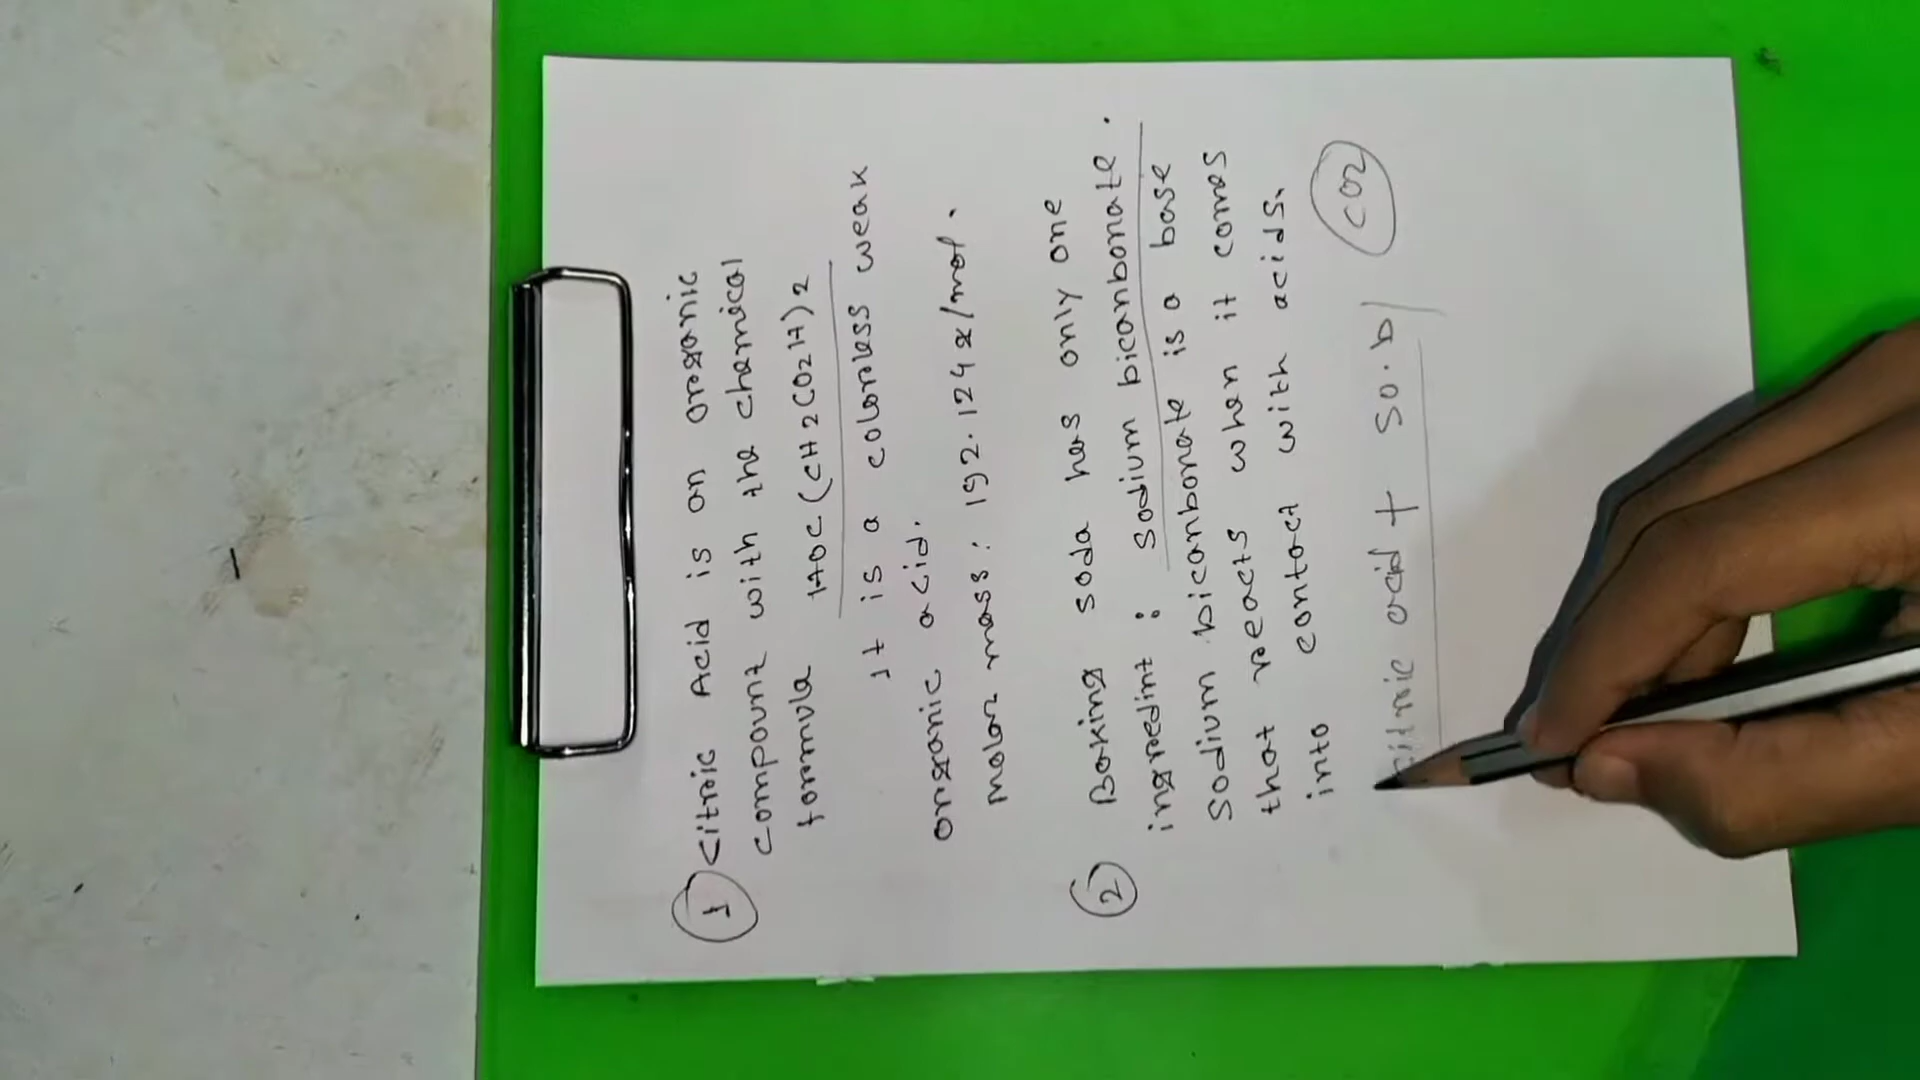 1 Citric Acid is an organic
compount with the chemical
formula HOC(CH2CO2H)2
It is a colorless weak
organic acid.
Molar mass: 192.124 g/mol.
2 Baking soda has only one
ingredint : Sodium bicarbonate.
Sodium bicarbonate is a base
that reacts when it comes
into contact with acids.
citric acid + so.b CO2